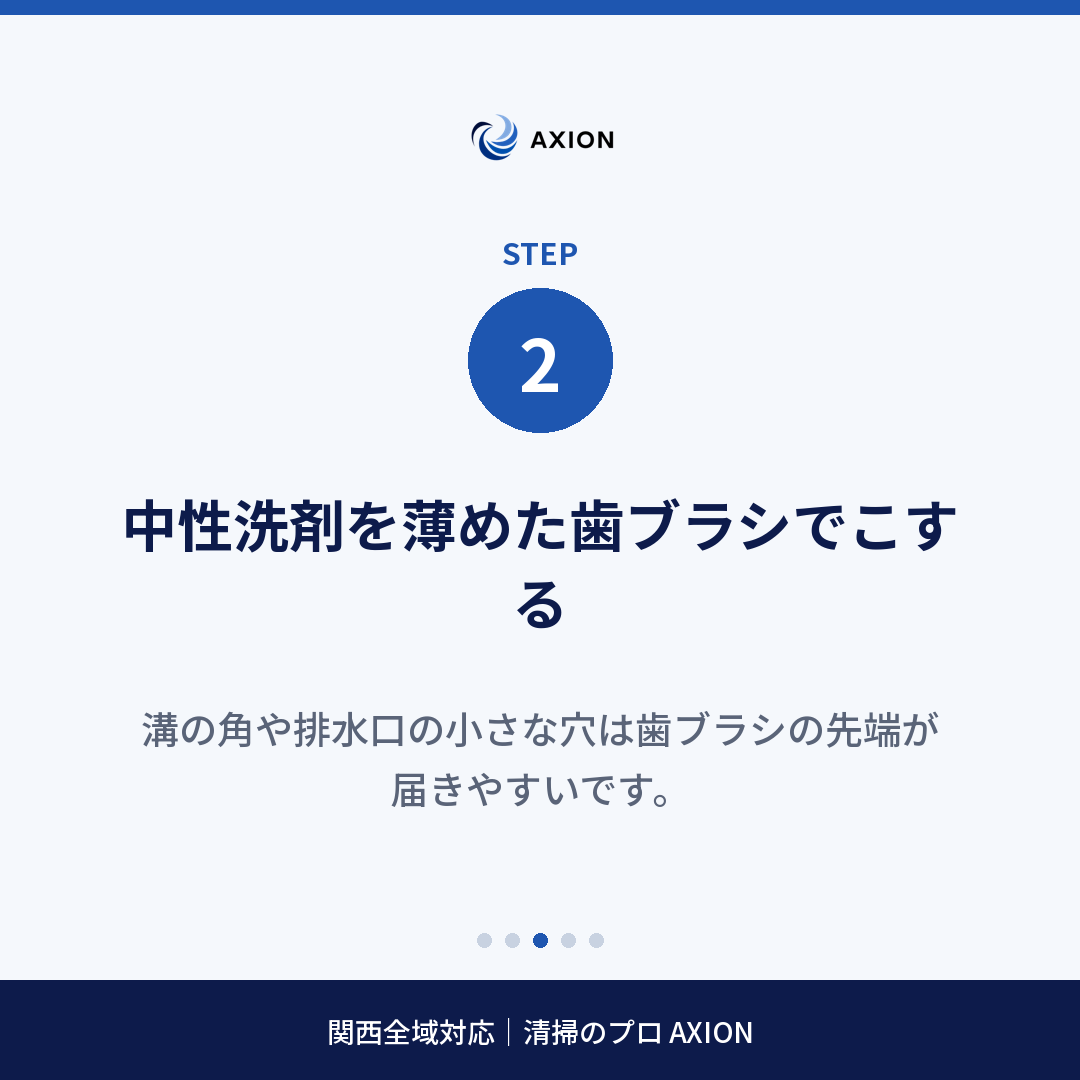 AXION
STEP
2
中性洗剤を薄めた歯ブラシでこす
る
溝の角や排水口の小さな穴は歯ブラシの先端が
届きやすいです。
関西全域対応｜清掃のプロ AXION